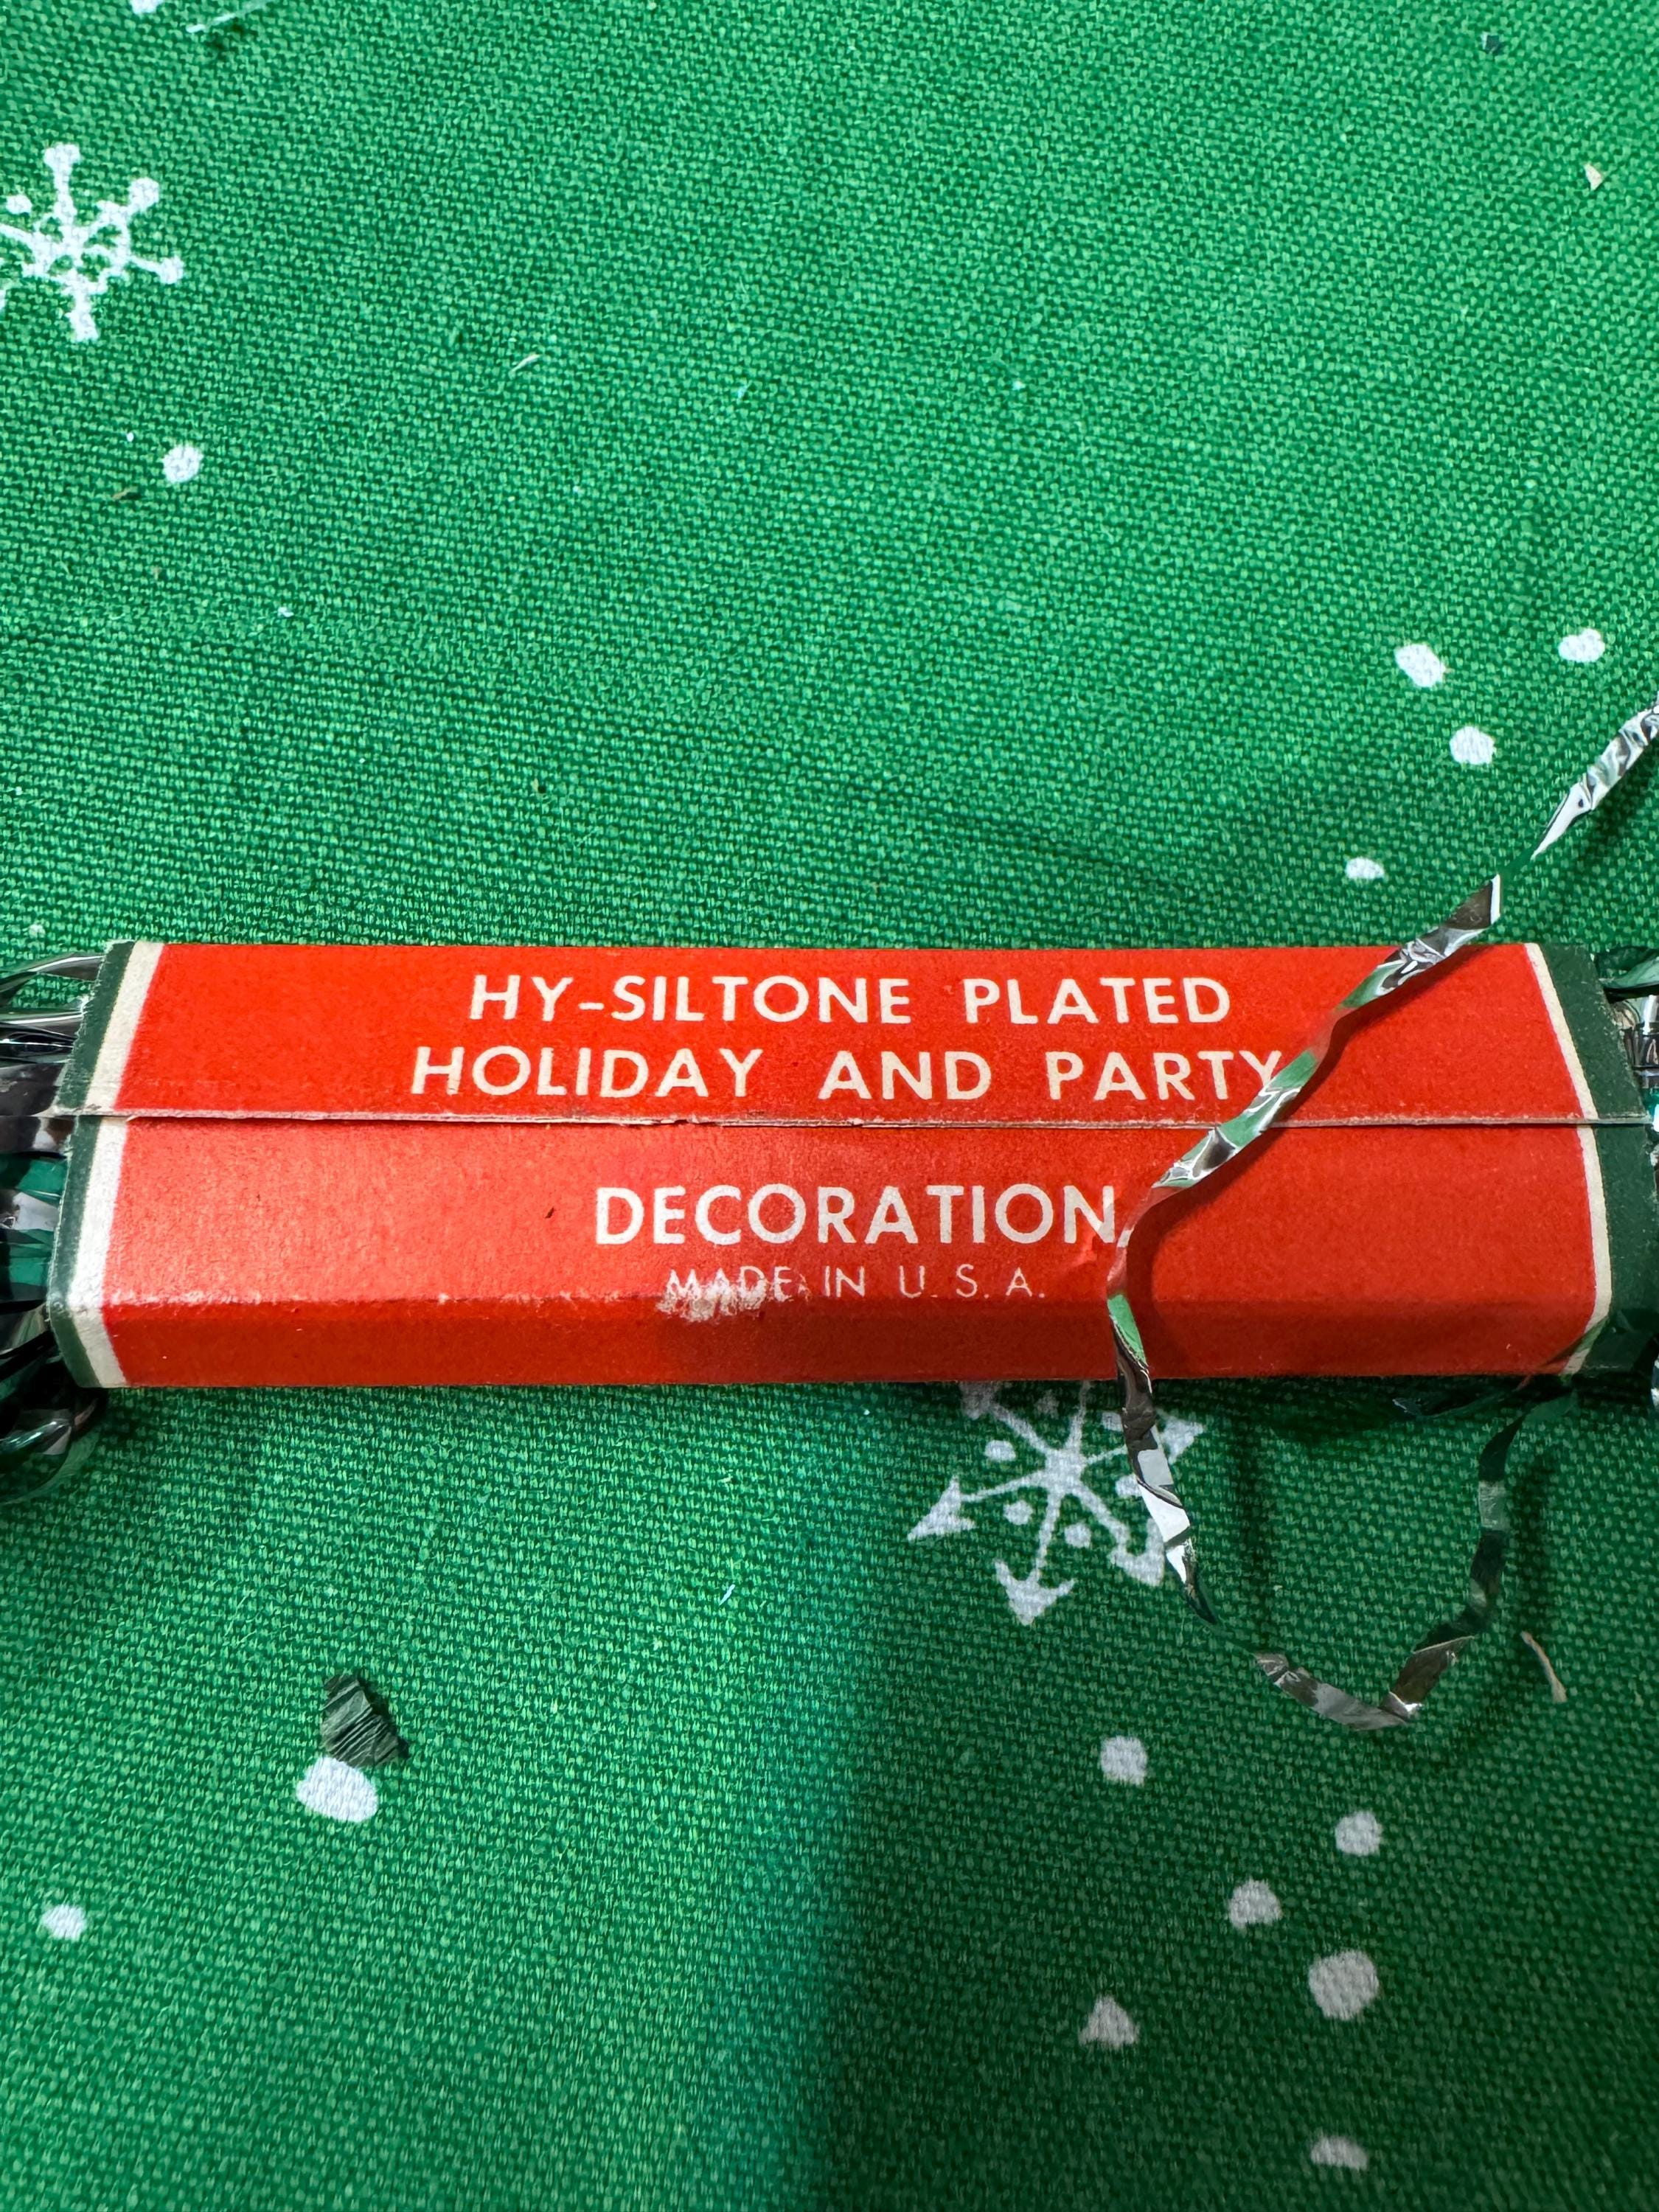 HY-SILTONE PLATED
HOLIDAY AND PARTY
DECORATION
MADE IN U.S.A.